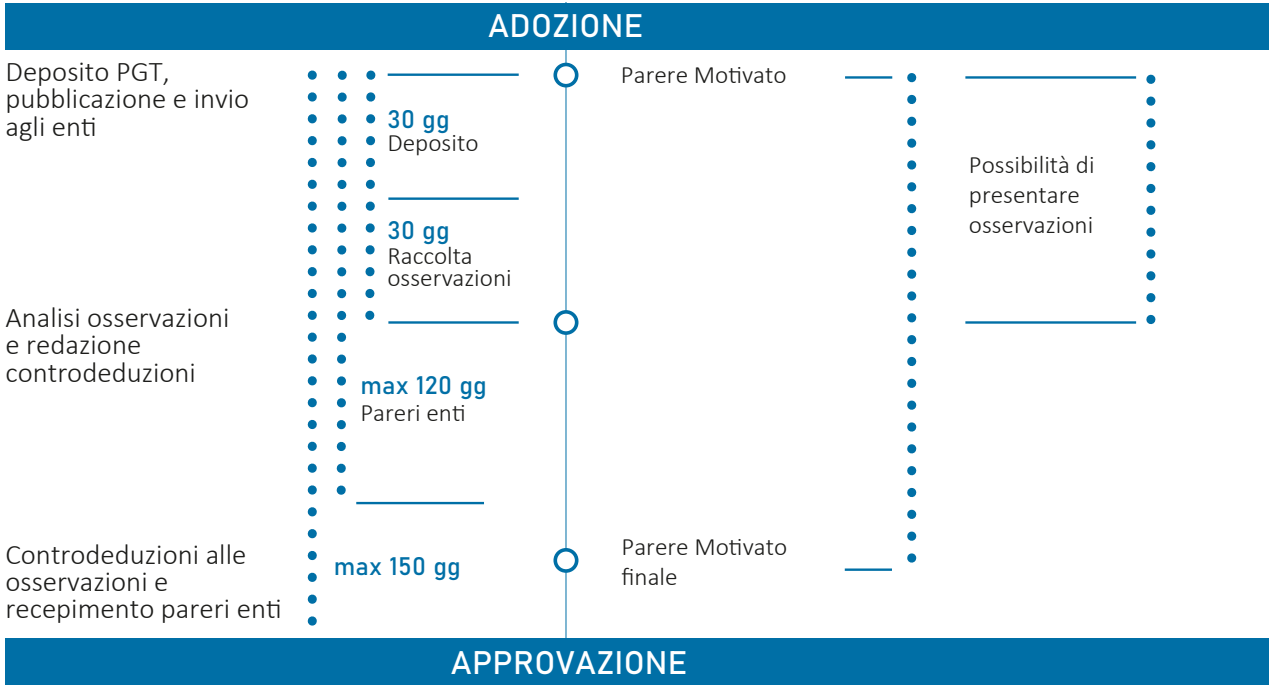 ADOZIONE
Deposito PGT,
pubblicazione e invio
agli enti
30 gg
Deposito
30 gg
Raccolta
osservazioni
Parere Motivato
Possibilità di
presentare
osservazioni
Analisi osservazioni
e redazione
controdeduzioni
max 120 gg
Pareri enti
Controdeduzioni alle
osservazioni e
recepimento pareri enti
max 150 gg
Parere Motivato
finale
APPROVAZIONE